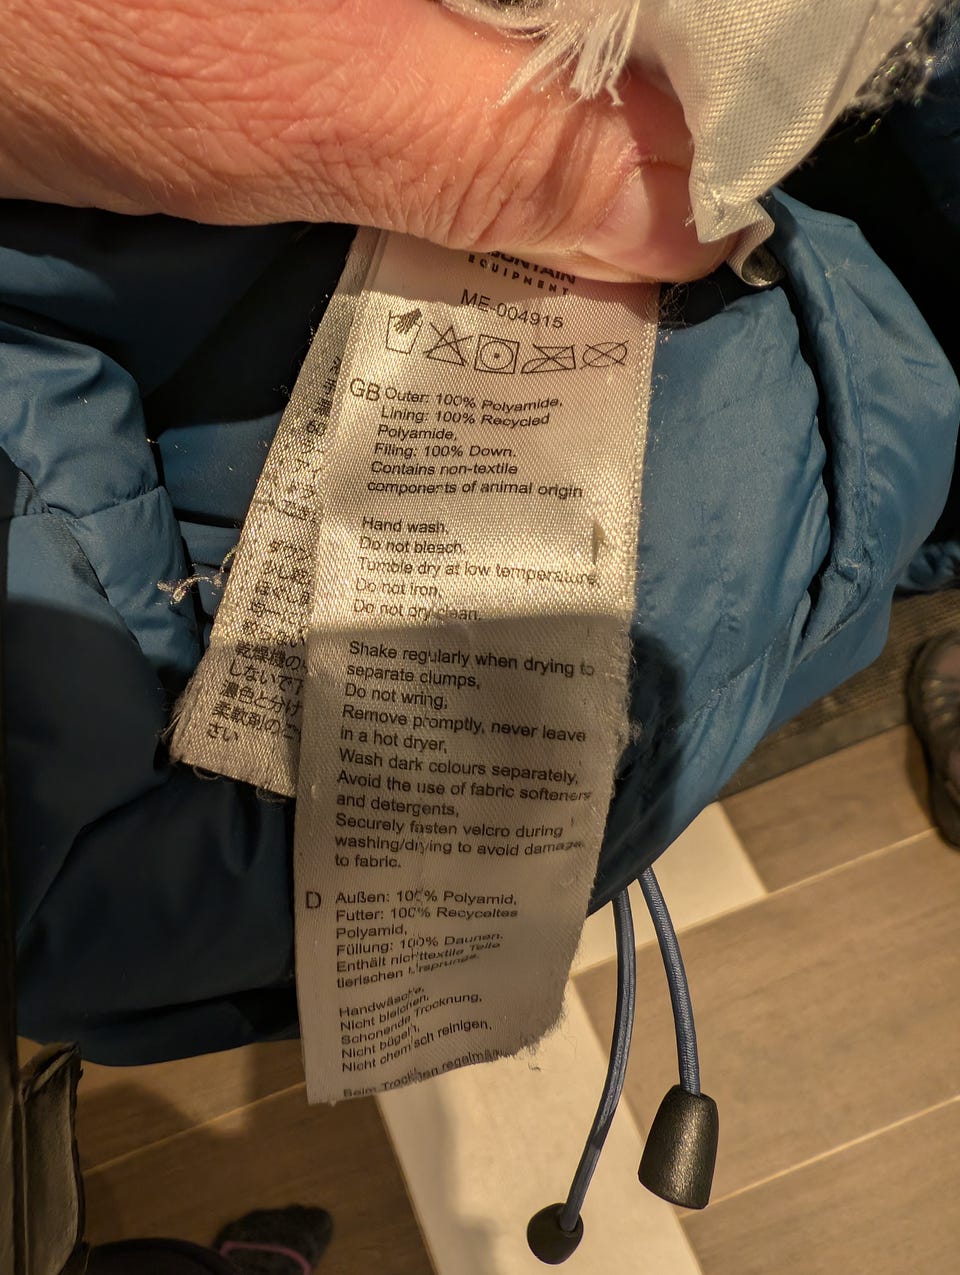 EQUIPMENT
ME-004915
GB Outer: 100% Polyamide,
Lining: 100% Recycled
Polyamide,
Filing: 100% Down.
Contains non-textile
components of animal origin
Hand wash,
Do not bleach,
Tumble dry at low temperature,
Do not iron,
Do not dry clean.
Shake regularly when drying to
separate clumps,
Do not wring,
Remove promptly, never leave
in a hot dryer,
Wash dark colours separately,
Avoid the use of fabric softeners
and detergents,
Securely fasten velcro during
washing/drying to avoid damage
to fabric.
D Außen: 100% Polyamid,
Futter: 100% Recyceltes
Polyamid,
Füllung: 100% Daunen.
Enthält nichttextile Teile
tierischen Ursprungs.
Handwäsche,
Nicht bleichen,
Schonende Trocknung,
Nicht bügeln,
Nicht chemisch reinigen.
Beim Trocknen
乾燥機の
しないで下
濃色と分け
柔軟剤の
さい